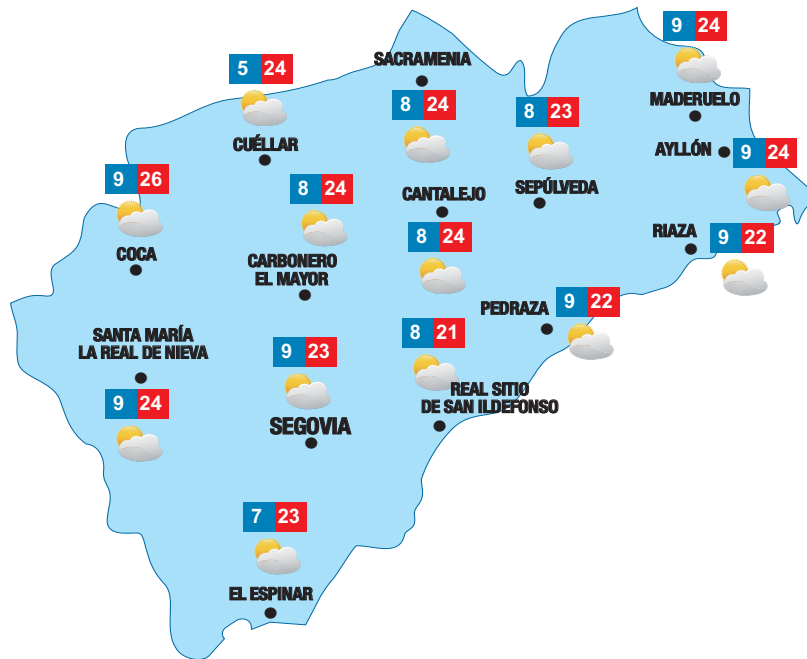 9 24
MADERUELO
SACRAMENIA
8 24
5 24
CUÉLLAR
8 23
SEPÚLVEDA
AYLLÓN
9 24
9 26
COCA
8 24
CARBONERO
EL MAYOR
CANTALEJO
8 24
RIAZA
9 22
PEDRAZA
9 22
SANTA MARÍA
LA REAL DE NIEVA
9 24
9 23
SEGOVIA
8 21
REAL SITIO
DE SAN ILDEFONSO
7 23
EL ESPINAR